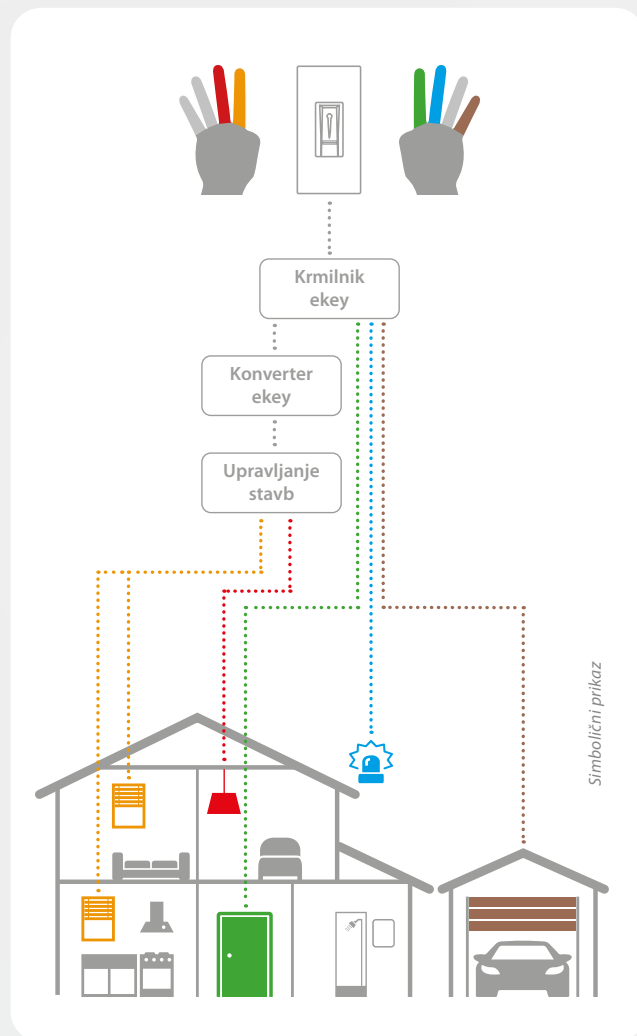 Krmilnik
ekey
Konverter
ekey
Upravljanje
stavb
Simbolični prikaz